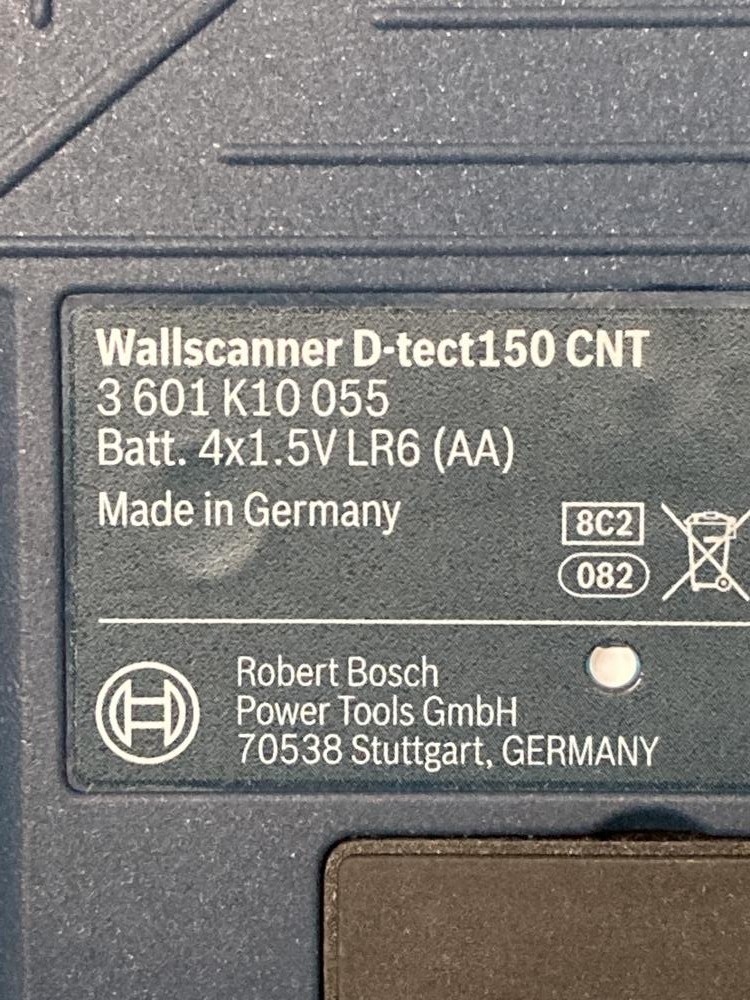 Wallscanner D-tect150 CNT
3 601 K10 055
Batt. 4x1.5V LR6 (AA)
Made in Germany
8C2
082
Robert Bosch
Power Tools GmbH
70538 Stuttgart, GERMANY